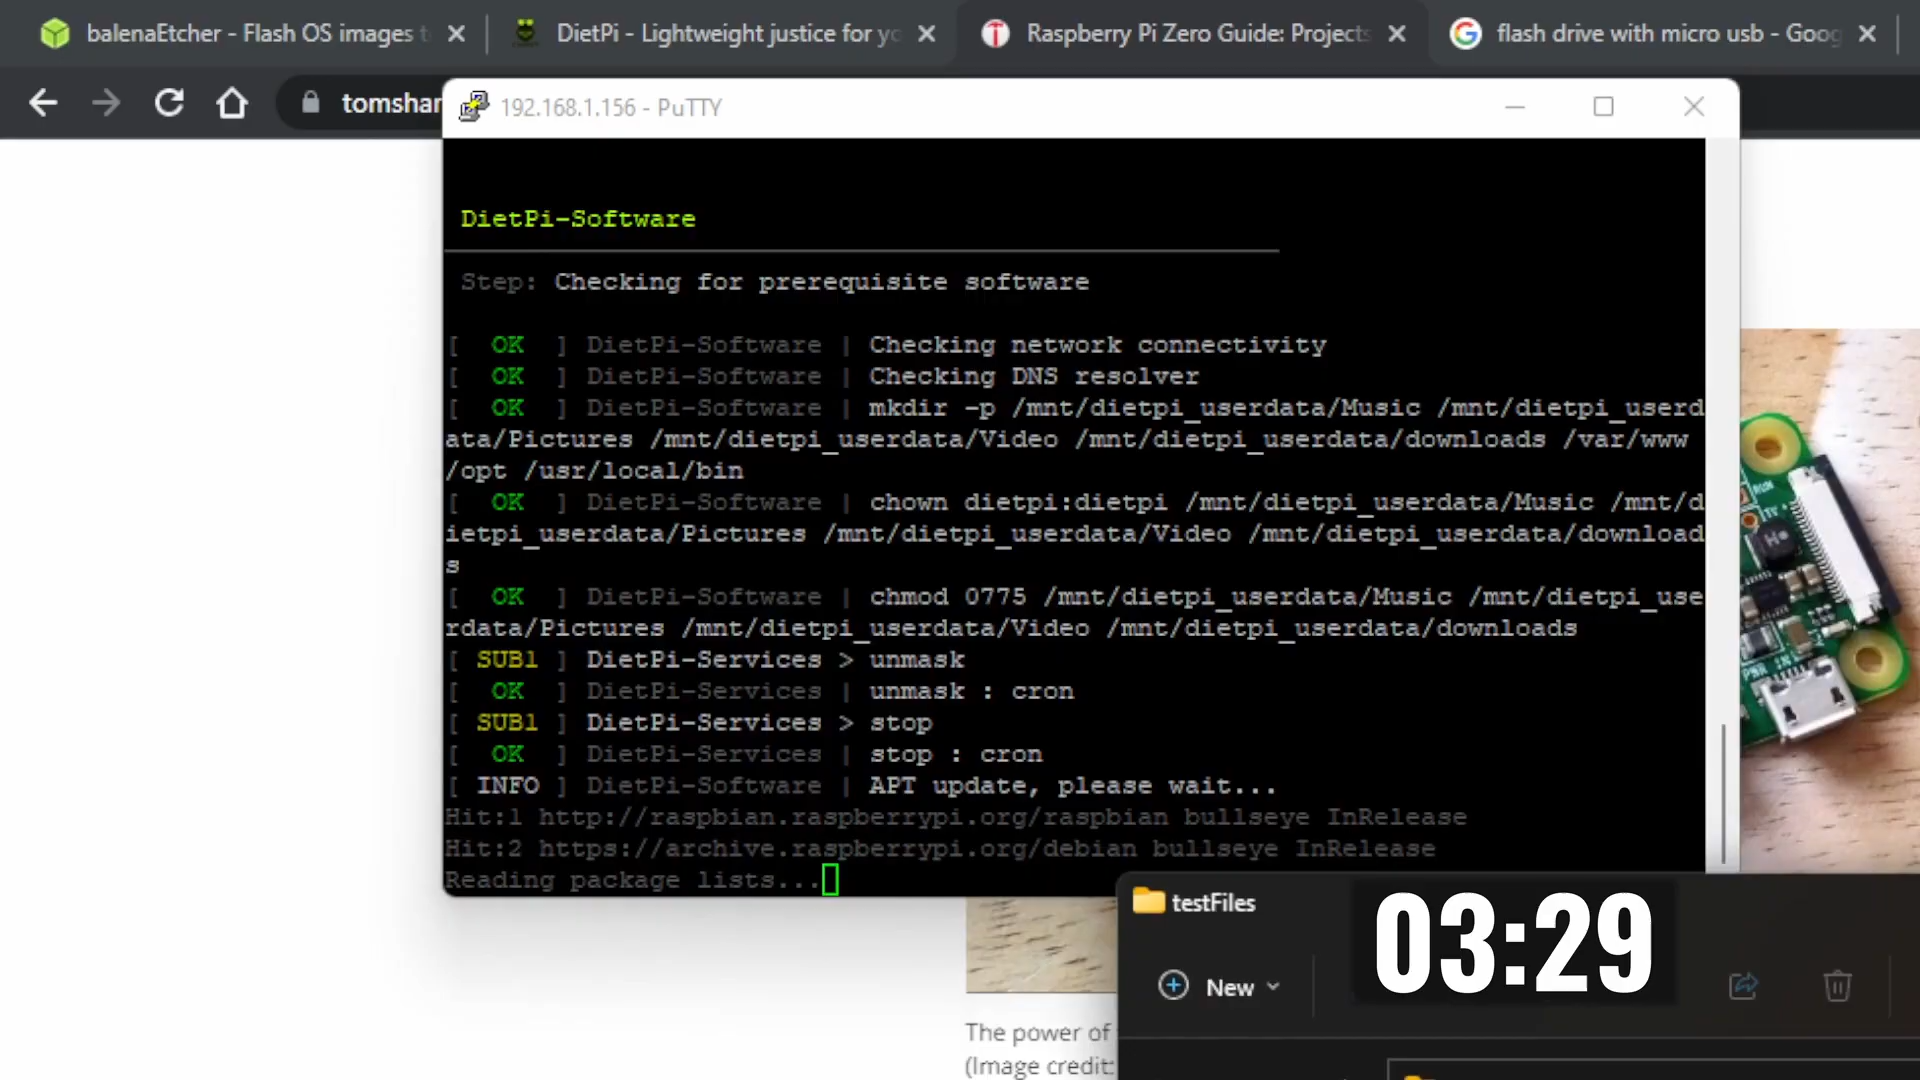 balenaEtcher - Flash OS images t
DietPi - Lightweight justice for yo
Raspberry Pi Zero Guide: Projects
flash drive with micro usb - Goog
tomshar
192.168.1.156 - PuTTY
DietPi-Software
Step: Checking for prerequisite software
[ OK ] DietPi-Software | Checking network connectivity
[ OK ] DietPi-Software | Checking DNS resolver
[ OK ] DietPi-Software | mkdir -p /mnt/dietpi_userdata/Music /mnt/dietpi_userd
ata/Pictures /mnt/dietpi_userdata/Video /mnt/dietpi_userdata/downloads /var/www
/opt /usr/local/bin
[ OK ] DietPi-Software | chown dietpi:dietpi /mnt/dietpi_userdata/Music /mnt/d
ietpi_userdata/Pictures /mnt/dietpi_userdata/Video /mnt/dietpi_userdata/download
s
[ OK ] DietPi-Software | chmod 0775 /mnt/dietpi_userdata/Music /mnt/dietpi_use
rdata/Pictures /mnt/dietpi_userdata/Video /mnt/dietpi_userdata/downloads
[ SUB1 ] DietPi-Services > unmask
[ OK ] DietPi-Services | unmask : cron
[ SUB1 ] DietPi-Services > stop
[ OK ] DietPi-Services | stop : cron
[ INFO ] DietPi-Software | APT update, please wait...
Hit:1 http://raspbian.raspberrypi.org/raspbian bullseye InRelease
Hit:2 https://archive.raspberrypi.org/debian bullseye InRelease
Reading package lists...
testFiles
03:29
New
The power of
(Image credit: